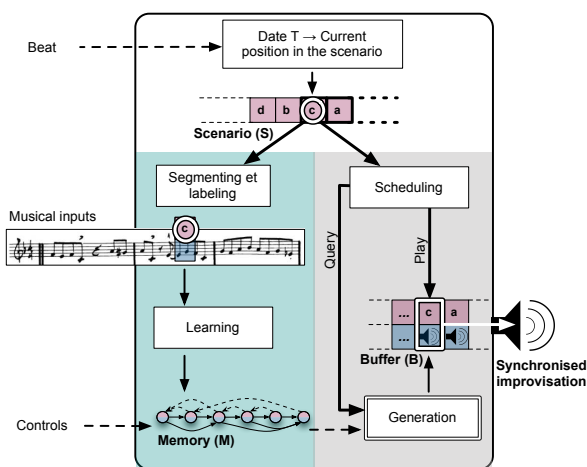 Date T → Current
position in the scenario
Beat
d b c a
Scenario (S)
Segmenting et
labeling
Scheduling
Musical inputs
c
Query
Play
Learning
... c a
...
Buffer (B)
Synchronised
improvisation
Controls
Memory (M)
Generation